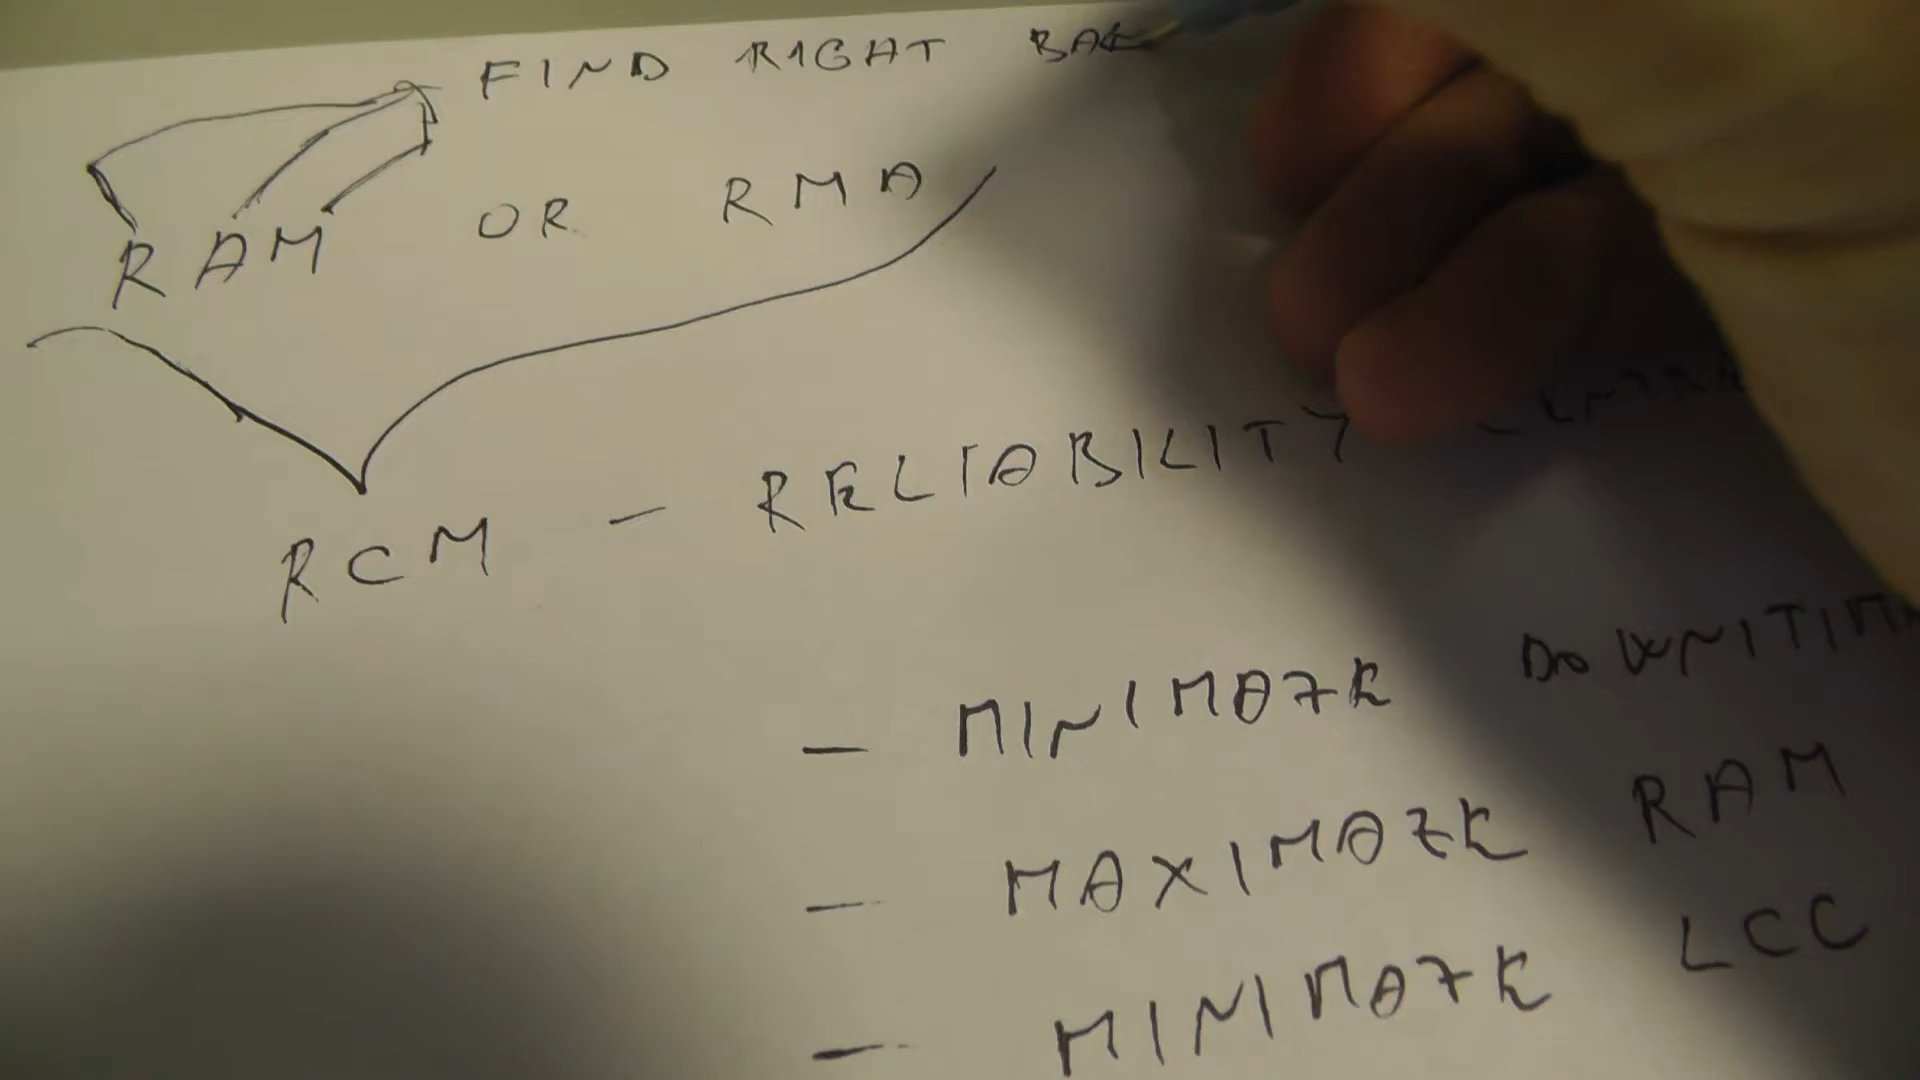 FIND RIGHT
RAM OR RMA
RCM - RELIABILITY
- MINIMAZE
- MAXIMAZE RAM
- MINIMAZE LCC